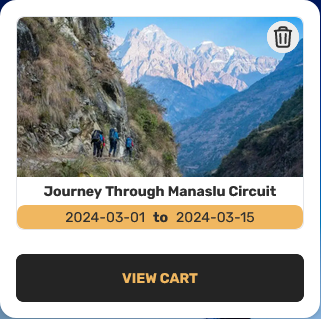 Journey Through Manaslu Circuit
2024-03-01 to 2024-03-15
VIEW CART